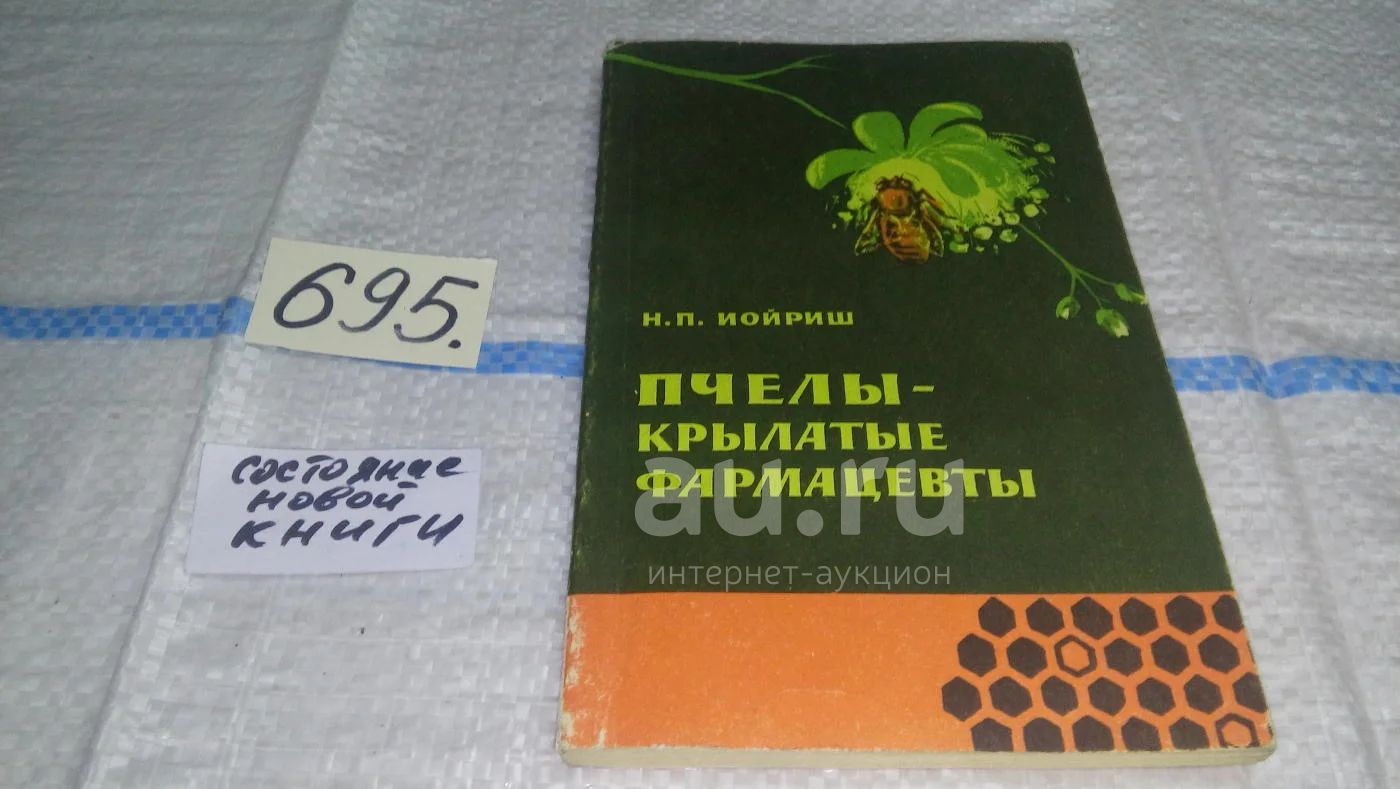 695.
состояние
новой
книги
Н.П. ИОЙРИШ
ПЧЕЛЫ-
КРЫЛАТЫЕ
ФАРМАЦЕВТЫ
au.ru
интернет-аукцион